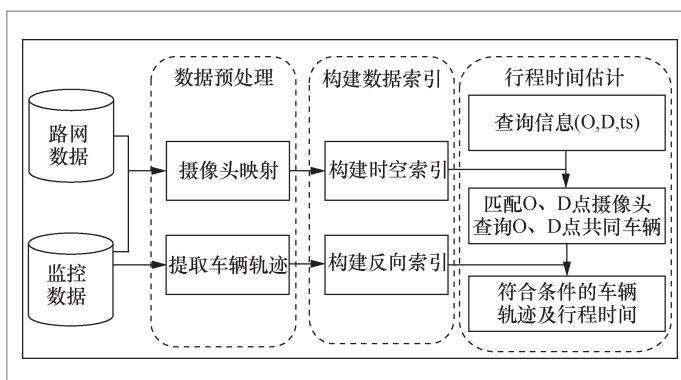 数据预处理
构建数据索引
行程时间估计
路网
数据
监控
数据
摄像头映射
提取车辆轨迹
构建时空索引
构建反向索引
查询信息(O,D,ts)
匹配O、D点摄像头
查询O、D点共同车辆
符合条件的车辆
轨迹及行程时间